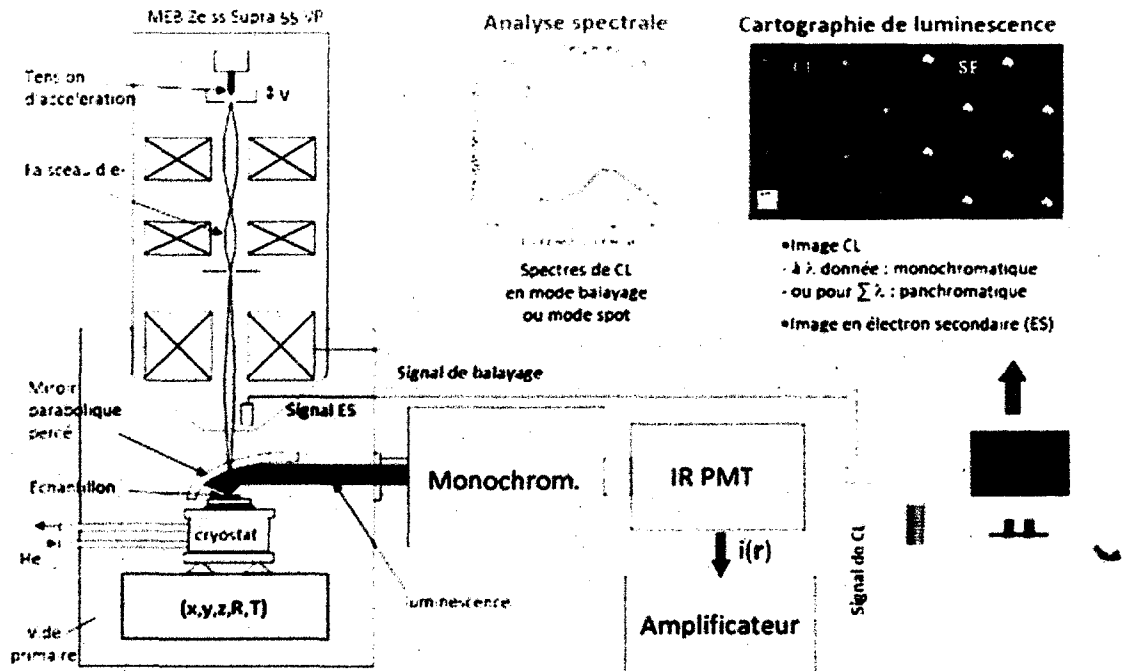 MEB Zeiss Supra 55 VP
Analyse spectrale
Cartographie de luminescence
Tension
d'acceleration
V
Faisceau d'e-
CL
SE
Spectres de CL
en mode balayage
ou mode spot
•Image CL
- à λ donnée : monochromatique
- ou pour ∑ λ : panchromatique
•Image en électron secondaire (ES)
Signal de balayage
Signal ES
Miroir
parabolique
percé
Echantillon
Monochrom.
IR PMT
cryostat
He
i(r)
Signal de CL
(x,y,z,R,T)
luminescence
Amplificateur
Vide
primaire